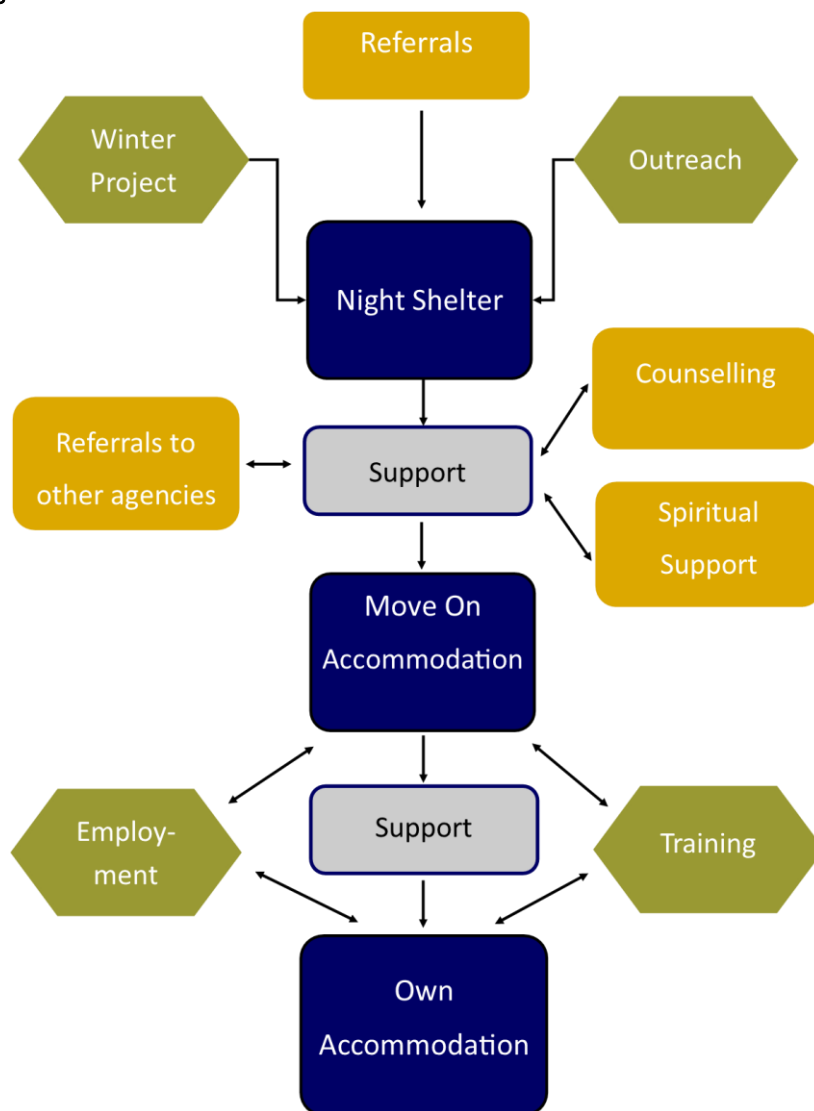 Referrals
Winter
Project
Outreach
Night Shelter
Counselling
Referrals to
other agencies
Support
Spiritual
Support
Move On
Accommodation
Employ-
ment
Support
Training
Own
Accommodation